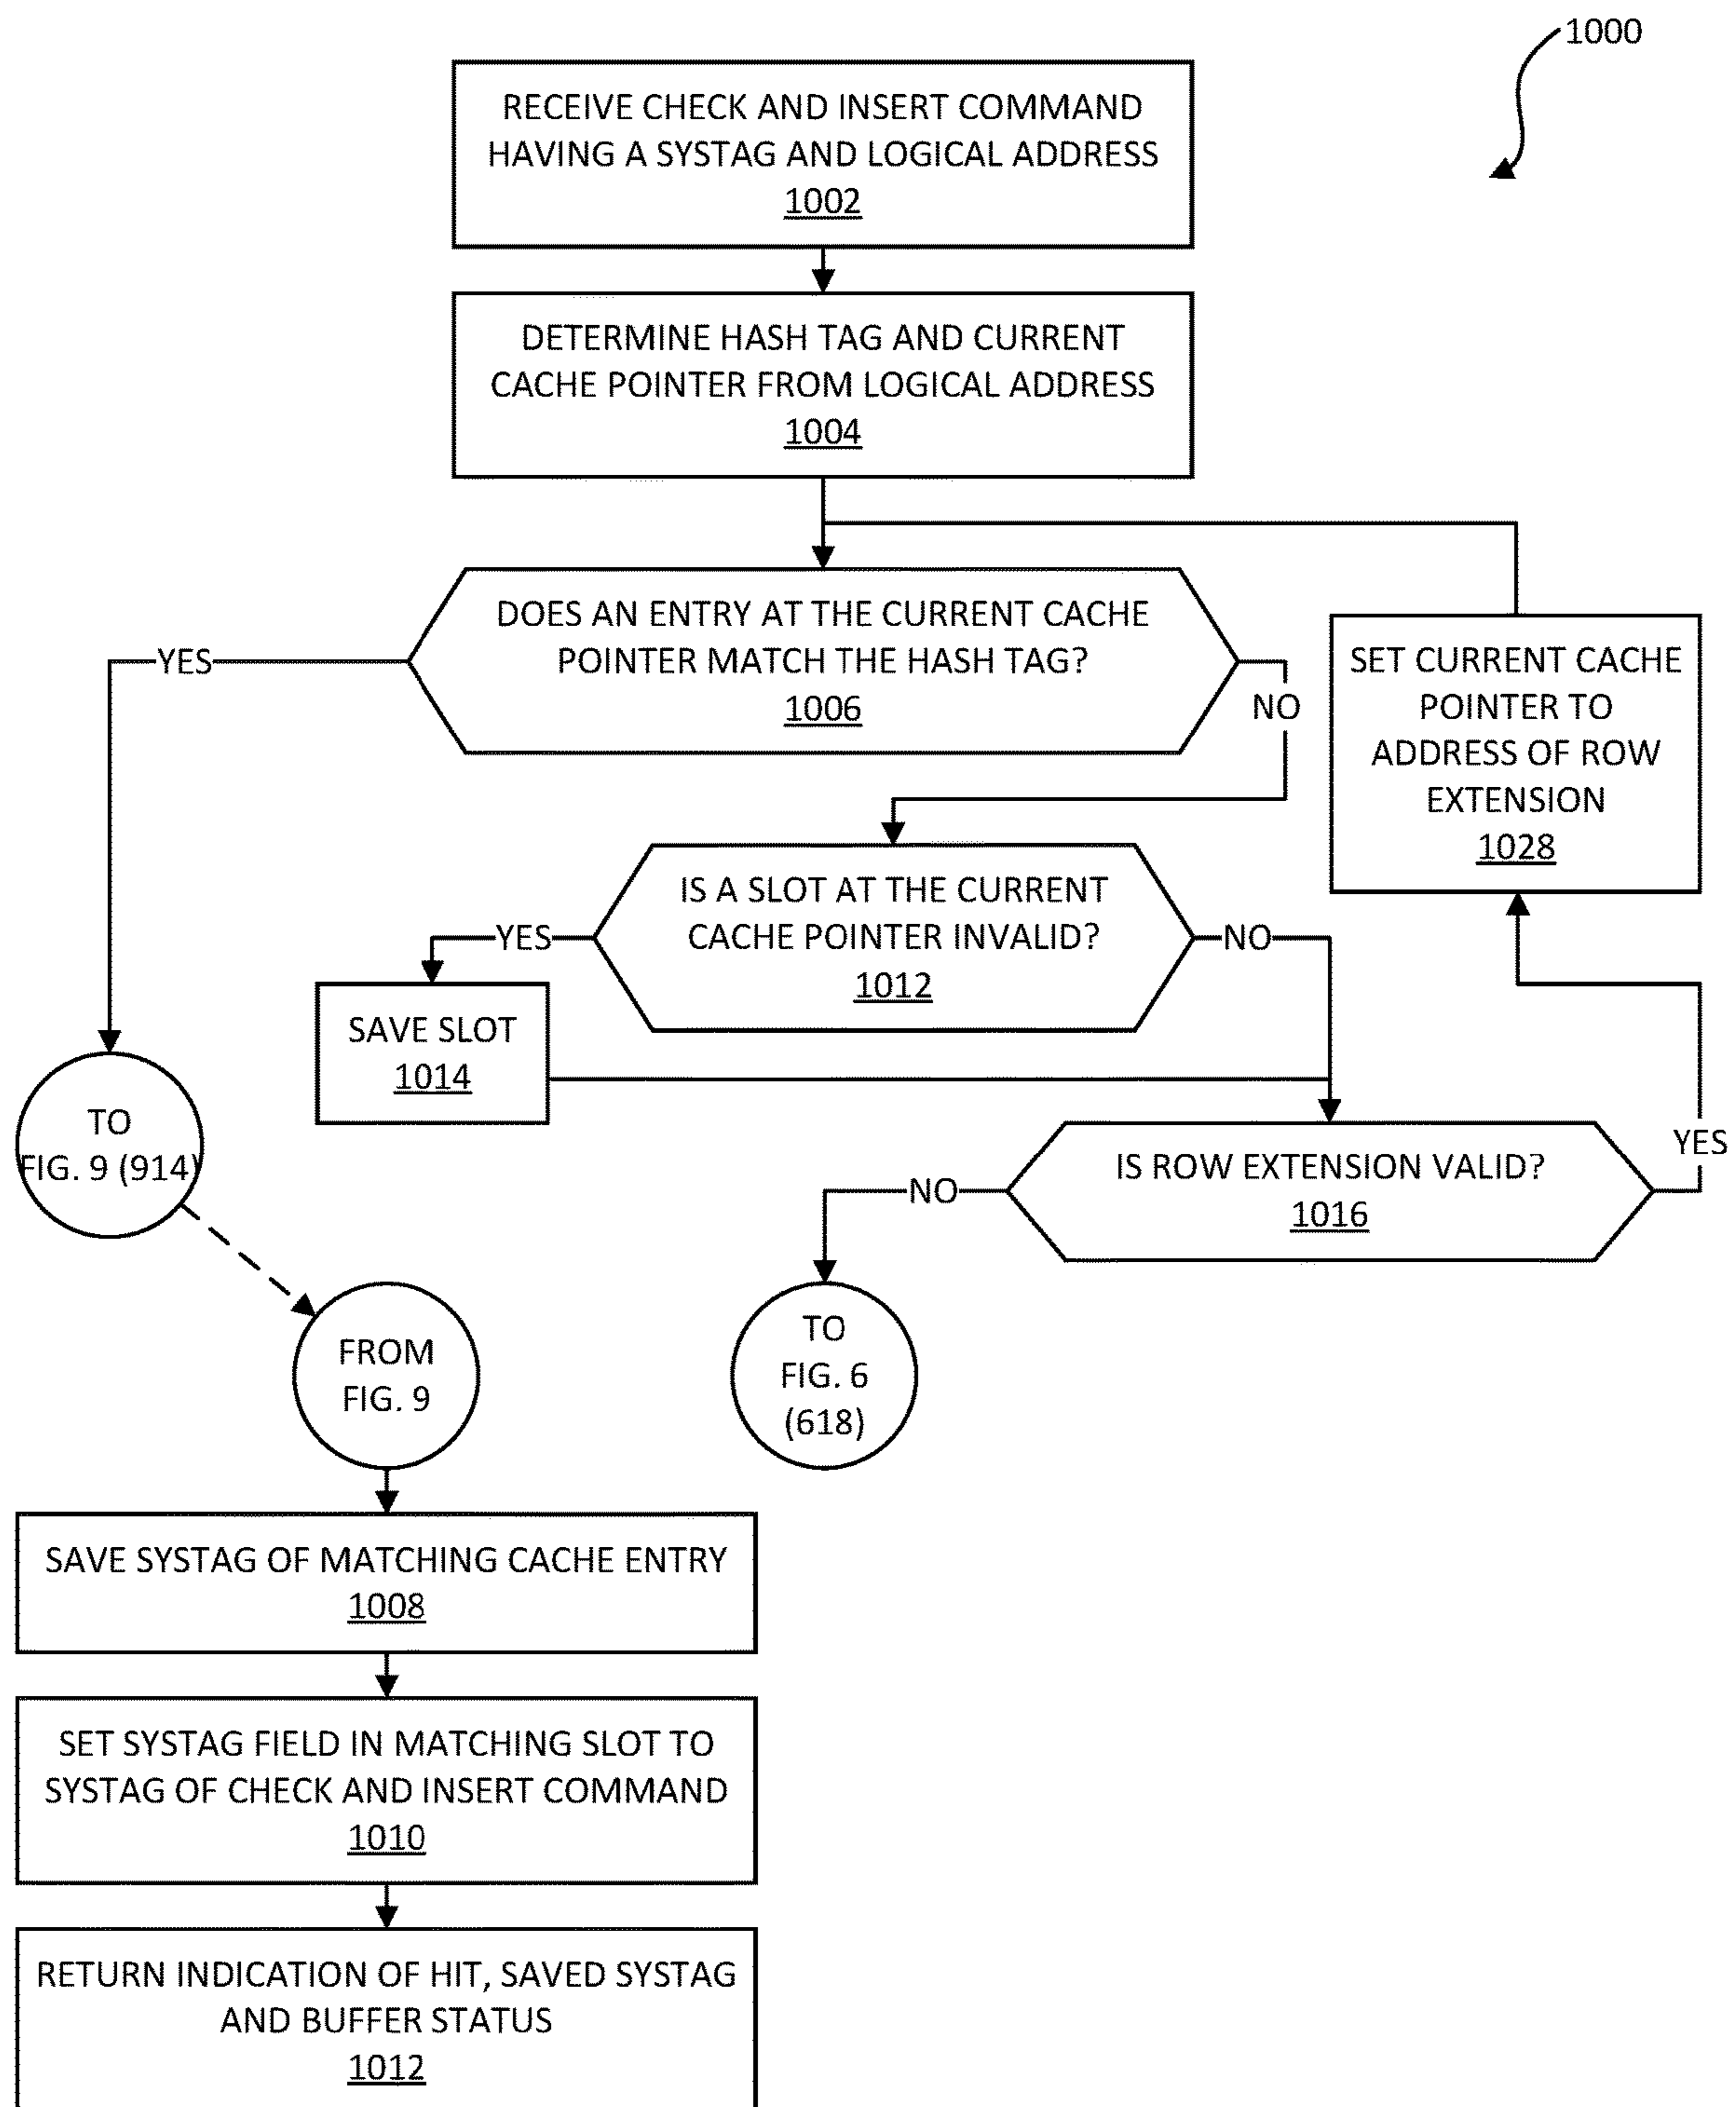 1000
RECEIVE CHECK AND INSERT COMMAND
HAVING A SYSTAG AND LOGICAL ADDRESS
1002
DETERMINE HASH TAG AND CURRENT
CACHE POINTER FROM LOGICAL ADDRESS
1004
DOES AN ENTRY AT THE CURRENT CACHE
POINTER MATCH THE HASH TAG?
1006
YES
NO
SET CURRENT CACHE
POINTER TO
ADDRESS OF ROW
EXTENSION
1028
IS A SLOT AT THE CURRENT
CACHE POINTER INVALID?
1012
YES
NO
SAVE SLOT
1014
IS ROW EXTENSION VALID?
1016
YES
NO
TO
FIG. 9 (914)
FROM
FIG. 9
TO
FIG. 6
(618)
SAVE SYSTAG OF MATCHING CACHE ENTRY
1008
SET SYSTAG FIELD IN MATCHING SLOT TO
SYSTAG OF CHECK AND INSERT COMMAND
1010
RETURN INDICATION OF HIT, SAVED SYSTAG
AND BUFFER STATUS
1012